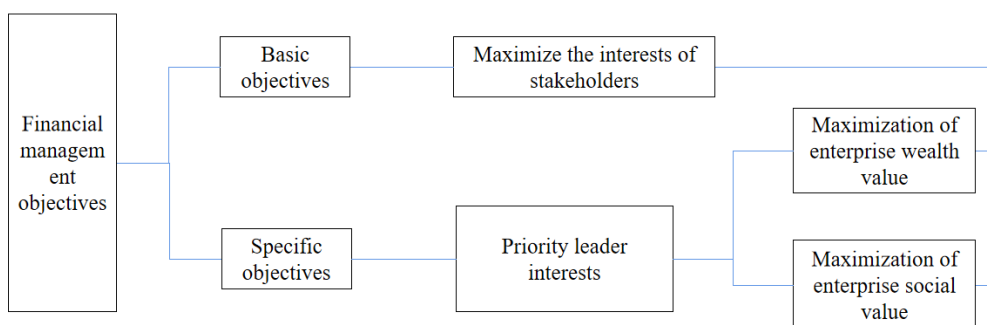 Financial
managem
ent
objectives
Basic
objectives
Maximize the interests of
stakeholders
Maximization of
enterprise wealth
value
Specific
objectives
Priority leader
interests
Maximization of
enterprise social
value